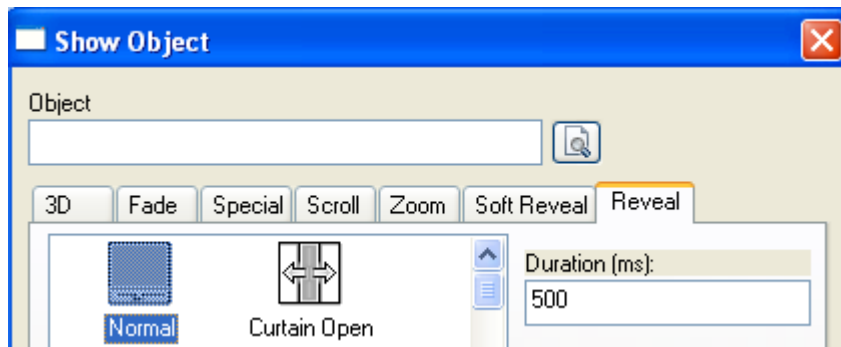 Show Object
Object
3D Fade Special Scroll Zoom Soft Reveal Reveal
Duration (ms):
500
Normal Curtain Open